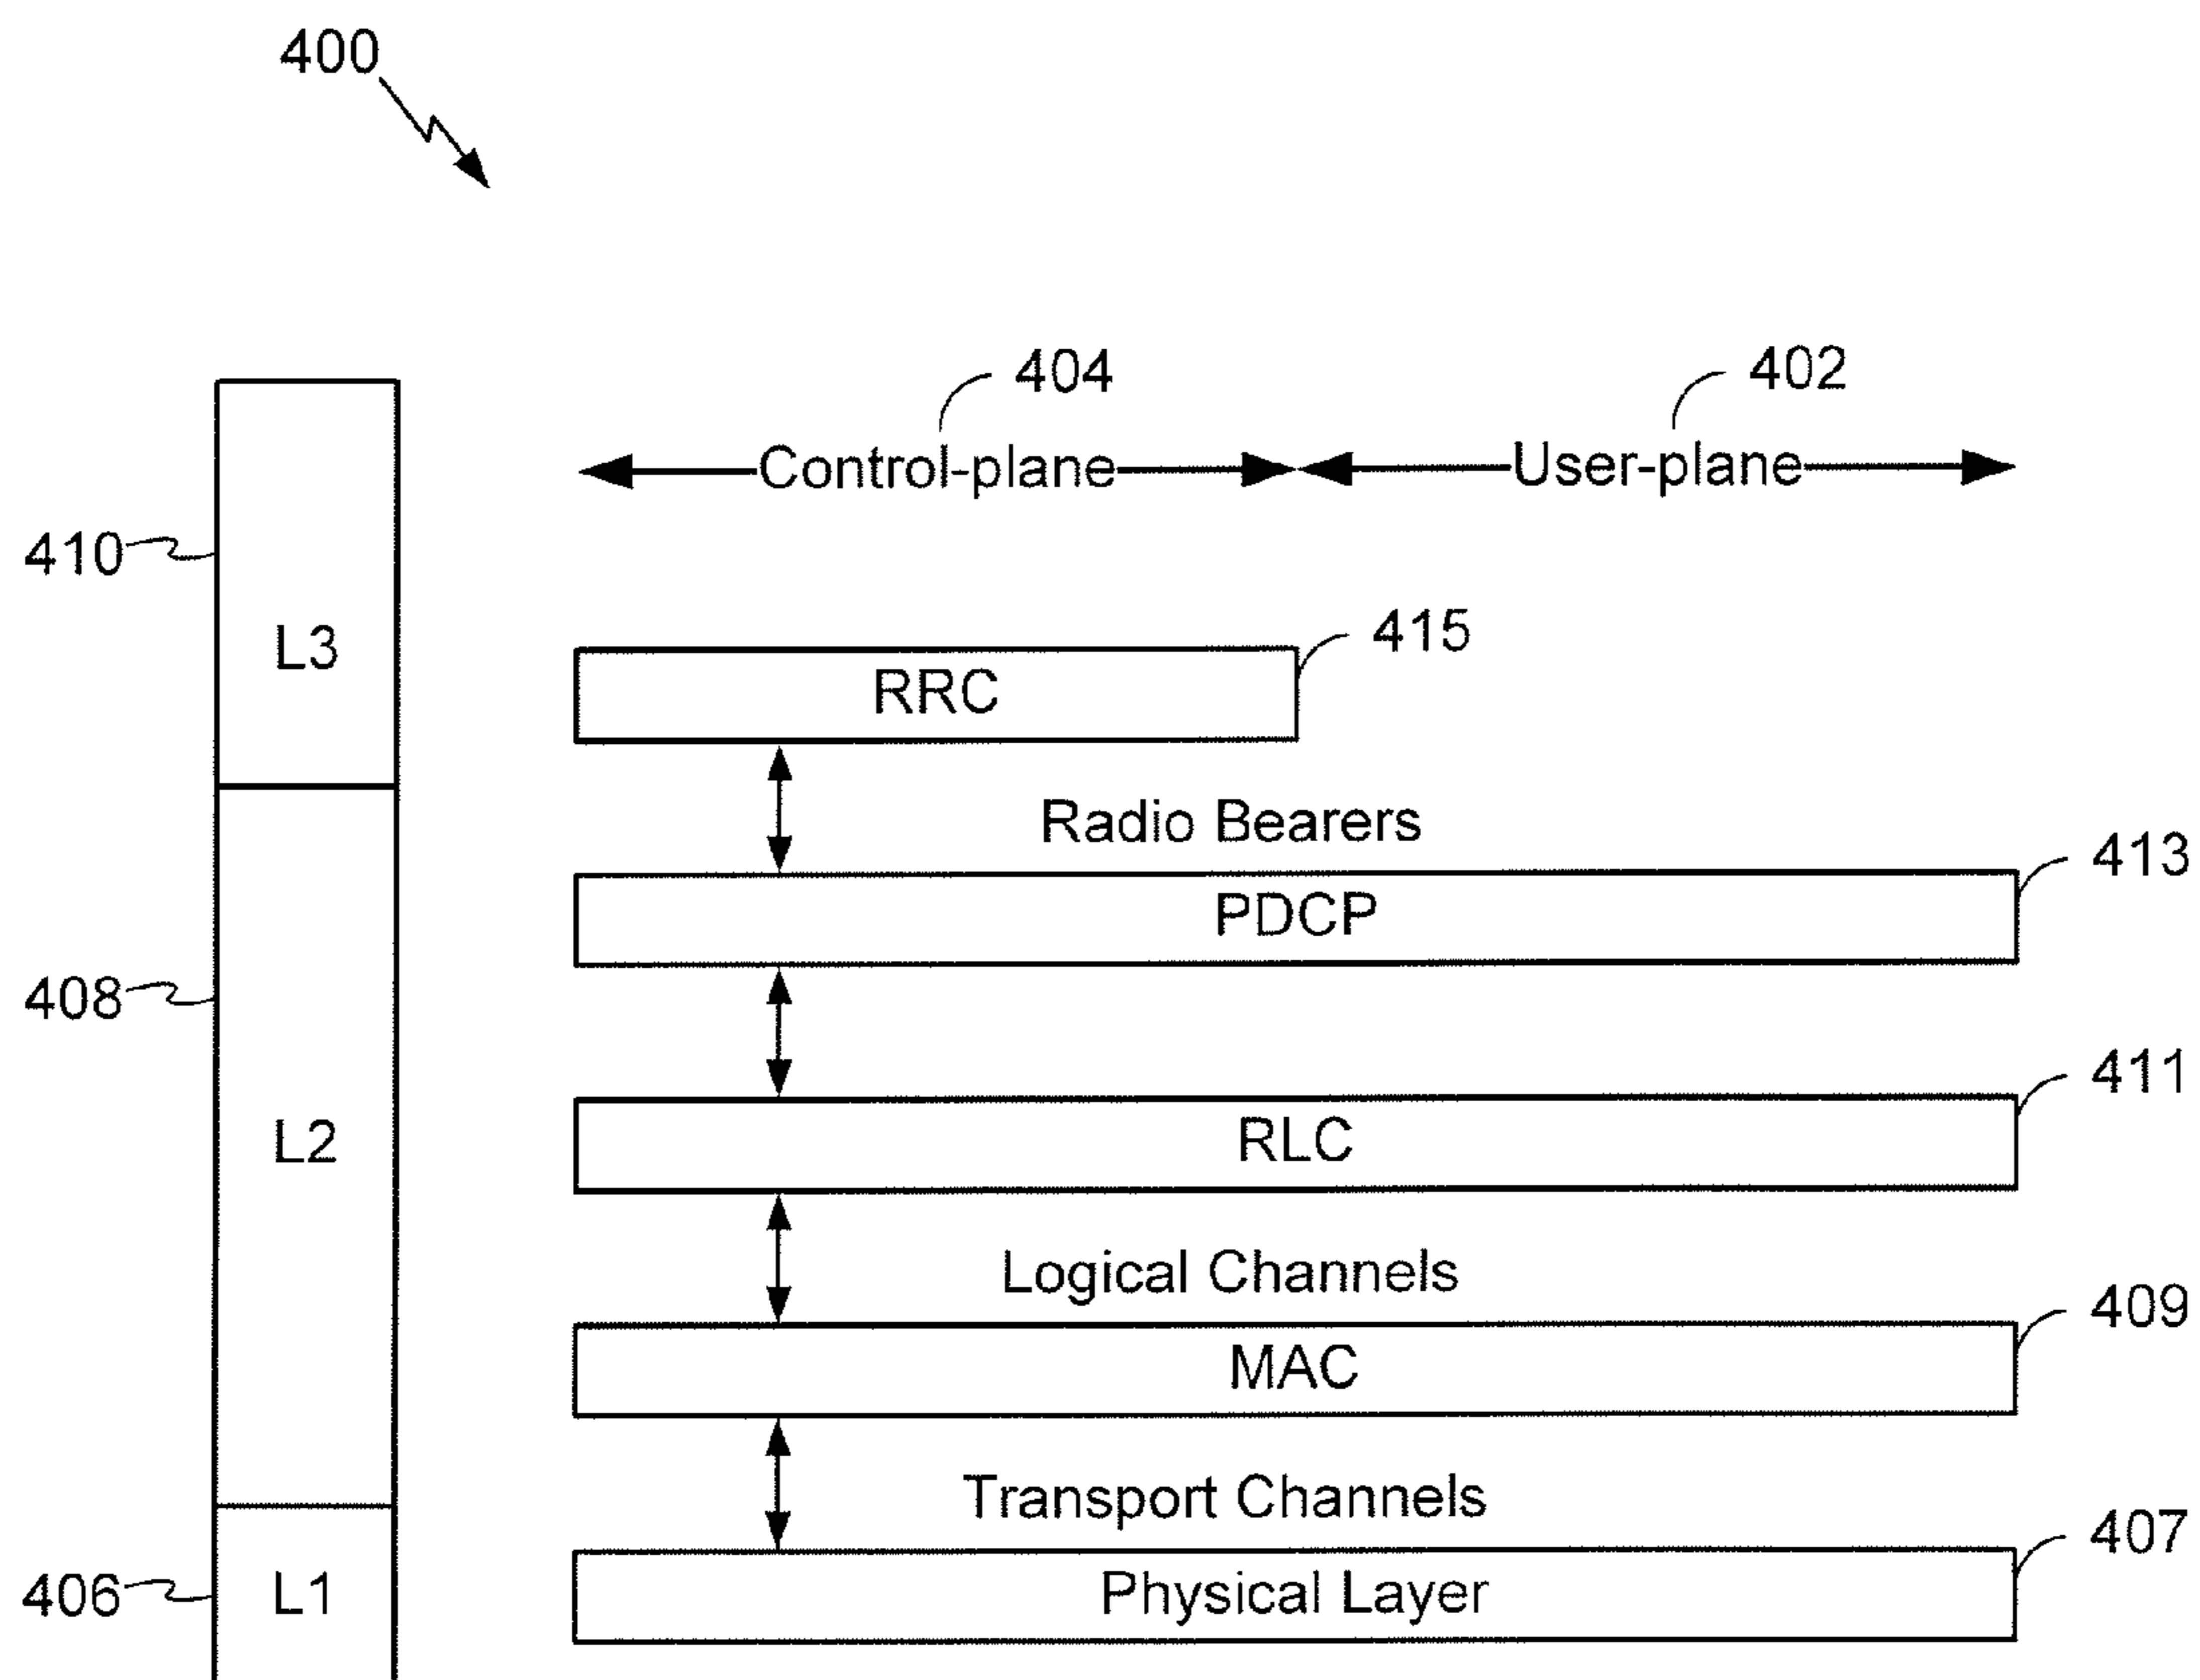 400
404
402
Control-plane
User-plane
410
L3
415
RRC
Radio Bearers
413
PDCP
408
L2
411
RLC
Logical Channels
409
MAC
Transport Channels
407
406
L1
Physical Layer